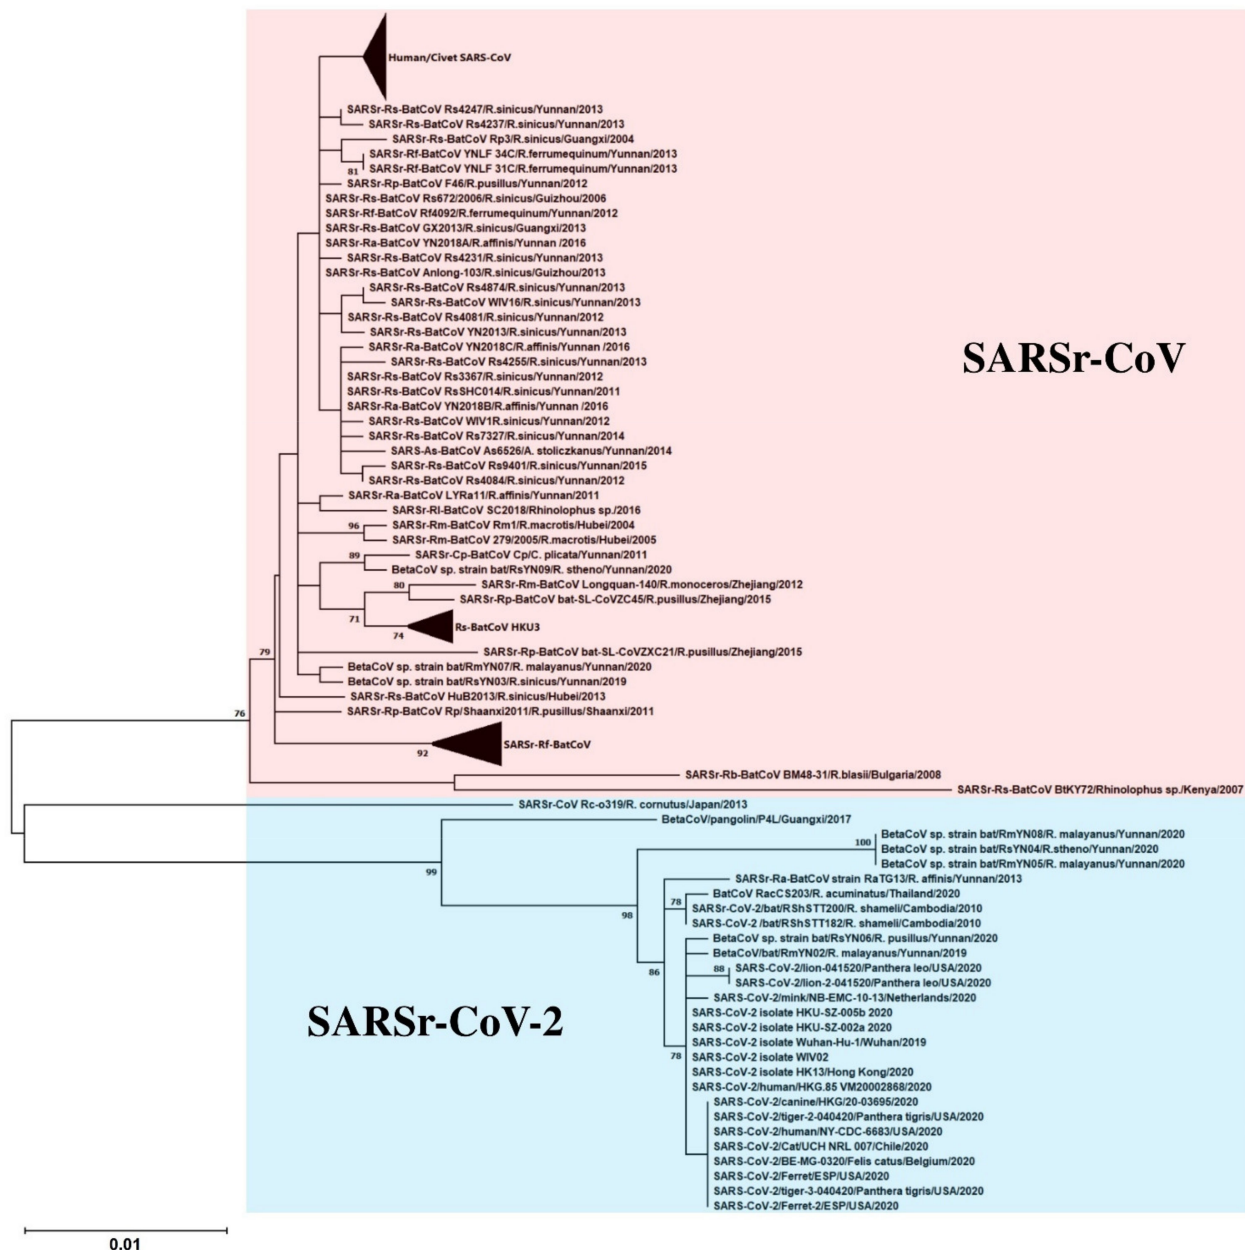 Human/Civet SARS-CoV
SARSr-Rs-BatCoV Rs4247/R.sinicus/Yunnan/2013
SARSr-Rs-BatCoV Rs4237/R.sinicus/Yunnan/2013
SARSr-Rs-BatCoV Rp3/R.sinicus/Guangxi/2004
SARSr-Rf-BatCoV YNLF 34C/R.ferrumequinum/Yunnan/2013
SARSr-Rf-BatCoV YNLF 31C/R.ferrumequinum/Yunnan/2013
81
SARSr-Rp-BatCoV F46/R.pusillus/Yunnan/2012
SARSr-Rs-BatCoV Rs672/2006/R.sinicus/Guizhou/2006
SARSr-Rf-BatCoV Rf4092/R.ferrumequinum/Yunnan/2012
SARSr-Rs-BatCoV GX2013/R.sinicus/Guangxi/2013
SARSr-Ra-BatCoV YN2018A/R.affinis/Yunnan /2016
SARSr-Rs-BatCoV Rs4231/R.sinicus/Yunnan/2013
SARSr-Rs-BatCoV Anlong-103/R.sinicus/Guizhou/2013
SARSr-Rs-BatCoV Rs4874/R.sinicus/Yunnan/2013
SARSr-Rs-BatCoV WIV16/R.sinicus/Yunnan/2013
SARSr-Rs-BatCoV Rs4081/R.sinicus/Yunnan/2012
SARSr-Rs-BatCoV YN2013/R.sinicus/Yunnan/2013
SARSr-Ra-BatCoV YN2018C/R.affinis/Yunnan /2016
SARSr-Rs-BatCoV Rs4255/R.sinicus/Yunnan/2013
SARSr-CoV
SARSr-Rs-BatCoV Rs3367/R.sinicus/Yunnan/2012
SARSr-Rs-BatCoV RsSHC014/R.sinicus/Yunnan/2011
SARSr-Ra-BatCoV YN2018B/R.affinis/Yunnan /2016
SARSr-Rs-BatCoV WIV1R.sinicus/Yunnan/2012
SARSr-Rs-BatCoV Rs7327/R.sinicus/Yunnan/2014
SARS-As-BatCoV As6526/A. stoliczkanus/Yunnan/2014
SARSr-Rs-BatCoV Rs9401/R.sinicus/Yunnan/2015
SARSr-Rs-BatCoV Rs4084/R.sinicus/Yunnan/2012
SARSr-Ra-BatCoV LYRa11/R.affinis/Yunnan/2011
SARSr-Rl-BatCoV SC2018/Rhinolophus sp./2016
96
SARSr-Rm-BatCoV Rm1/R.macrotis/Hubei/2004
SARSr-Rm-BatCoV 279/2005/R.macrotis/Hubei/2005
89
SARSr-Cp-BatCoV Cp/C. plicata/Yunnan/2011
BetaCoV sp. strain bat/RsYN09/R. stheno/Yunnan/2020
80
SARSr-Rm-BatCoV Longquan-140/R.monoceros/Zhejiang/2012
SARSr-Rp-BatCoV bat-SL-CoVZC45/R.pusillus/Zhejiang/2015
71
Rs-BatCoV HKU3
74
79
SARSr-Rp-BatCoV bat-SL-CoVZXC21/R.pusillus/Zhejiang/2015
BetaCoV sp. strain bat/RmYN07/R. malayanus/Yunnan/2020
BetaCoV sp. strain bat/RsYN03/R.sinicus/Yunnan/2019
SARSr-Rs-BatCoV HuB2013/R.sinicus/Hubei/2013
76
SARSr-Rp-BatCoV Rp/Shaanxi2011/R.pusillus/Shaanxi/2011
SARSr-Rf-BatCoV
92
SARSr-Rb-BatCoV BM48-31/R.blasii/Bulgaria/2008
SARSr-Rs-BatCoV BtKY72/Rhinolophus sp./Kenya/2007
SARSr-CoV Rc-o319/R. cornutus/Japan/2013
BetaCoV/pangolin/P4L/Guangxi/2017
BetaCoV sp. strain bat/RmYN08/R. malayanus/Yunnan/2020
100
BetaCoV sp. strain bat/RsYN04/R.stheno/Yunnan/2020
BetaCoV sp. strain bat/RmYN05/R. malayanus/Yunnan/2020
99
SARSr-Ra-BatCoV strain RaTG13/R. affinis/Yunnan/2013
BatCoV RacCS203/R. acuminatus/Thailand/2020
78
SARSr-CoV-2/bat/RShSTT200/R. shameli/Cambodia/2010
98
SARS-CoV-2 /bat/RShSTT182/R. shameli/Cambodia/2010
BetaCoV sp. strain bat/RsYN06/R. pusillus/Yunnan/2020
BetaCoV/bat/RmYN02/R. malayanus/Yunnan/2019
86
88
SARS-CoV-2/lion-041520/Panthera leo/USA/2020
SARS-CoV-2/lion-2-041520/Panthera leo/USA/2020
SARS-CoV-2/mink/NB-EMC-10-13/Netherlands/2020
SARSr-CoV-2
SARS-CoV-2 isolate HKU-SZ-005b 2020
SARS-CoV-2 isolate HKU-SZ-002a 2020
SARS-CoV-2 isolate Wuhan-Hu-1/Wuhan/2019
78
SARS-CoV-2 isolate WIV02
SARS-CoV-2 isolate HK13/Hong Kong/2020
SARS-CoV-2/human/HKG.85 VM20002868/2020
SARS-CoV-2/canine/HKG/20-03695/2020
SARS-CoV-2/tiger-2-040420/Panthera tigris/USA/2020
SARS-CoV-2/human/NY-CDC-6683/USA/2020
SARS-CoV-2/Cat/UCH NRL 007/Chile/2020
SARS-CoV-2/BE-MG-0320/Felis catus/Belgium/2020
SARS-CoV-2/Ferret/ESP/USA/2020
SARS-CoV-2/tiger-3-040420/Panthera tigris/USA/2020
SARS-CoV-2/Ferret-2/ESP/USA/2020
0.01